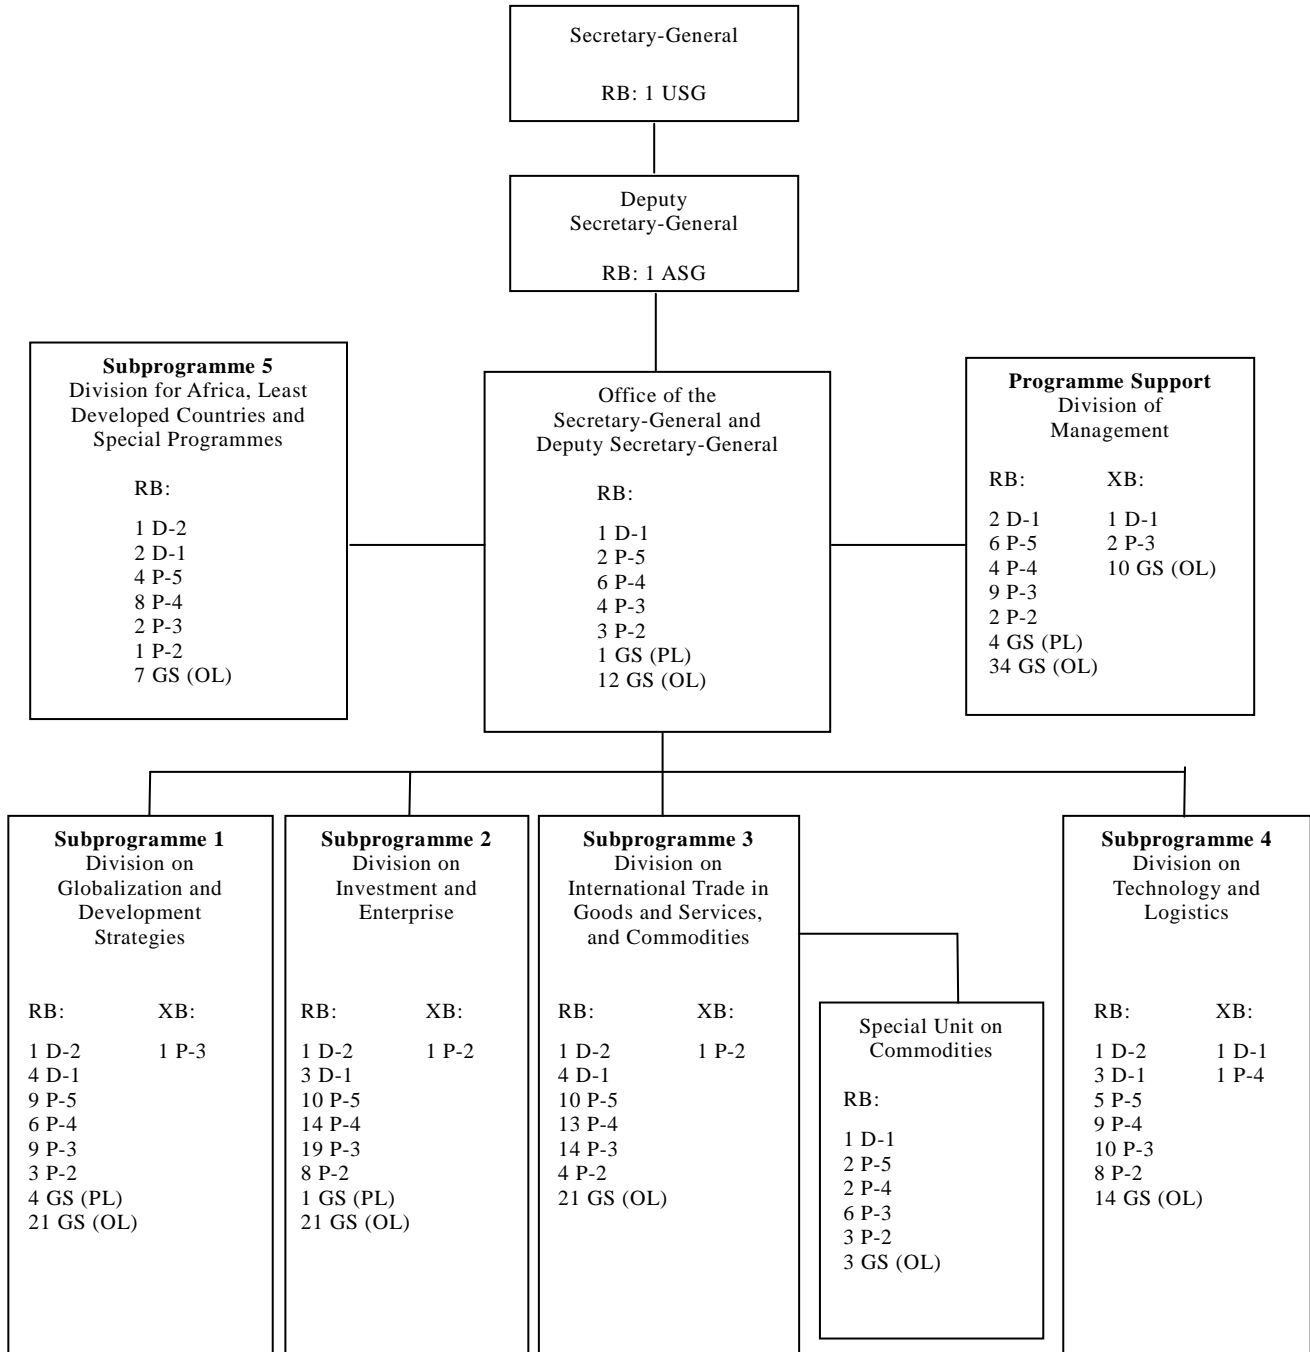 Secretary-General
RB: 1 USG
Deputy
Secretary-General
RB: 1 ASG
Subprogramme 5
Division for Africa, Least
Developed Countries and
Special Programmes
RB:
1 D-2
2 D-1
4 P-5
8 P-4
2 P-3
1 P-2
7 GS (OL)
Office of the
Secretary-General and
Deputy Secretary-General
RB:
1 D-1
2 P-5
6 P-4
4 P-3
3 P-2
1 GS (PL)
12 GS (OL)
Programme Support
Division of
Management
RB: XB:
2 D-1 1 D-1
6 P-5 2 P-3
4 P-4 10 GS (OL)
9 P-3
2 P-2
4 GS (PL)
34 GS (OL)
Subprogramme 1
Division on
Globalization and
Development
Strategies
RB: XB:
1 D-2 1 P-3
4 D-1
9 P-5
6 P-4
9 P-3
3 P-2
4 GS (PL)
21 GS (OL)
Subprogramme 2
Division on
Investment and
Enterprise
RB: XB:
1 D-2 1 P-2
3 D-1
10 P-5
14 P-4
19 P-3
8 P-2
1 GS (PL)
21 GS (OL)
Subprogramme 3
Division on
International Trade in
Goods and Services,
and Commodities
RB: XB:
1 D-2 1 P-2
4 D-1
10 P-5
13 P-4
14 P-3
4 P-2
21 GS (OL)
Special Unit on
Commodities
RB:
1 D-1
2 P-5
2 P-4
6 P-3
3 P-2
3 GS (OL)
Subprogramme 4
Division on
Technology and
Logistics
RB: XB:
1 D-2 1 D-1
3 D-1 1 P-4
5 P-5
9 P-4
10 P-3
8 P-2
14 GS (OL)